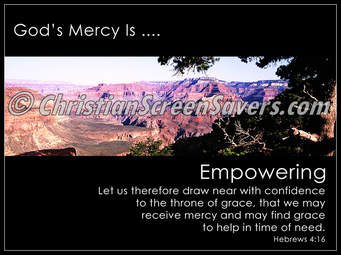 God's Mercy Is ....
© ChristianScreenSavers.com
Empowering
Let us therefore draw near with confidence
to the throne of grace, that we may
receive mercy and may find grace
to help in time of need.
Hebrews 4:16